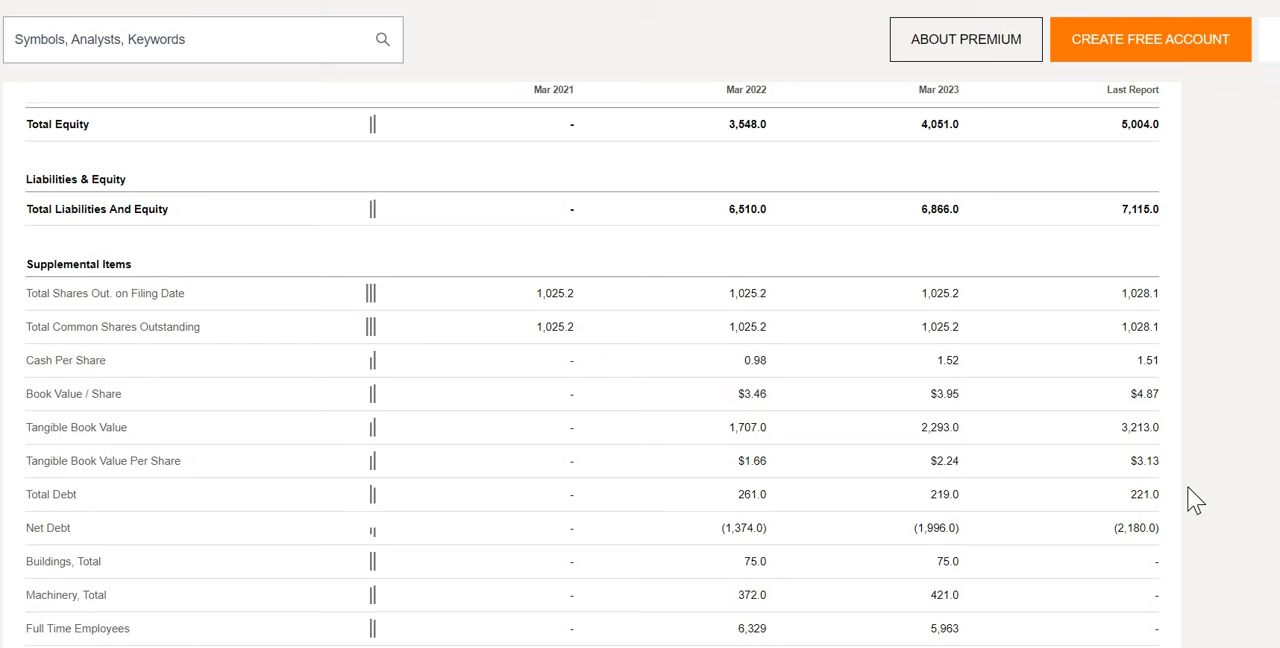 Symbols, Analysts, Keywords ABOUT PREMIUM CREATE FREE ACCOUNT
Mar 2021 Mar 2022 Mar 2023 Last Report
Total Equity - 3,548.0 4,051.0 5,004.0
Liabilities & Equity
Total Liabilities And Equity - 6,510.0 6,866.0 7,115.0
Supplemental Items
Total Shares Out. on Filing Date 1,025.2 1,025.2 1,025.2 1,028.1
Total Common Shares Outstanding 1,025.2 1,025.2 1,025.2 1,028.1
Cash Per Share - 0.98 1.52 1.51
Book Value / Share - $3.46 $3.95 $4.87
Tangible Book Value - 1,707.0 2,293.0 3,213.0
Tangible Book Value Per Share - $1.66 $2.24 $3.13
Total Debt - 261.0 219.0 221.0
Net Debt - (1,374.0) (1,996.0) (2,180.0)
Buildings, Total - 75.0 75.0 -
Machinery, Total - 372.0 421.0 -
Full Time Employees - 6,329 5,963 -